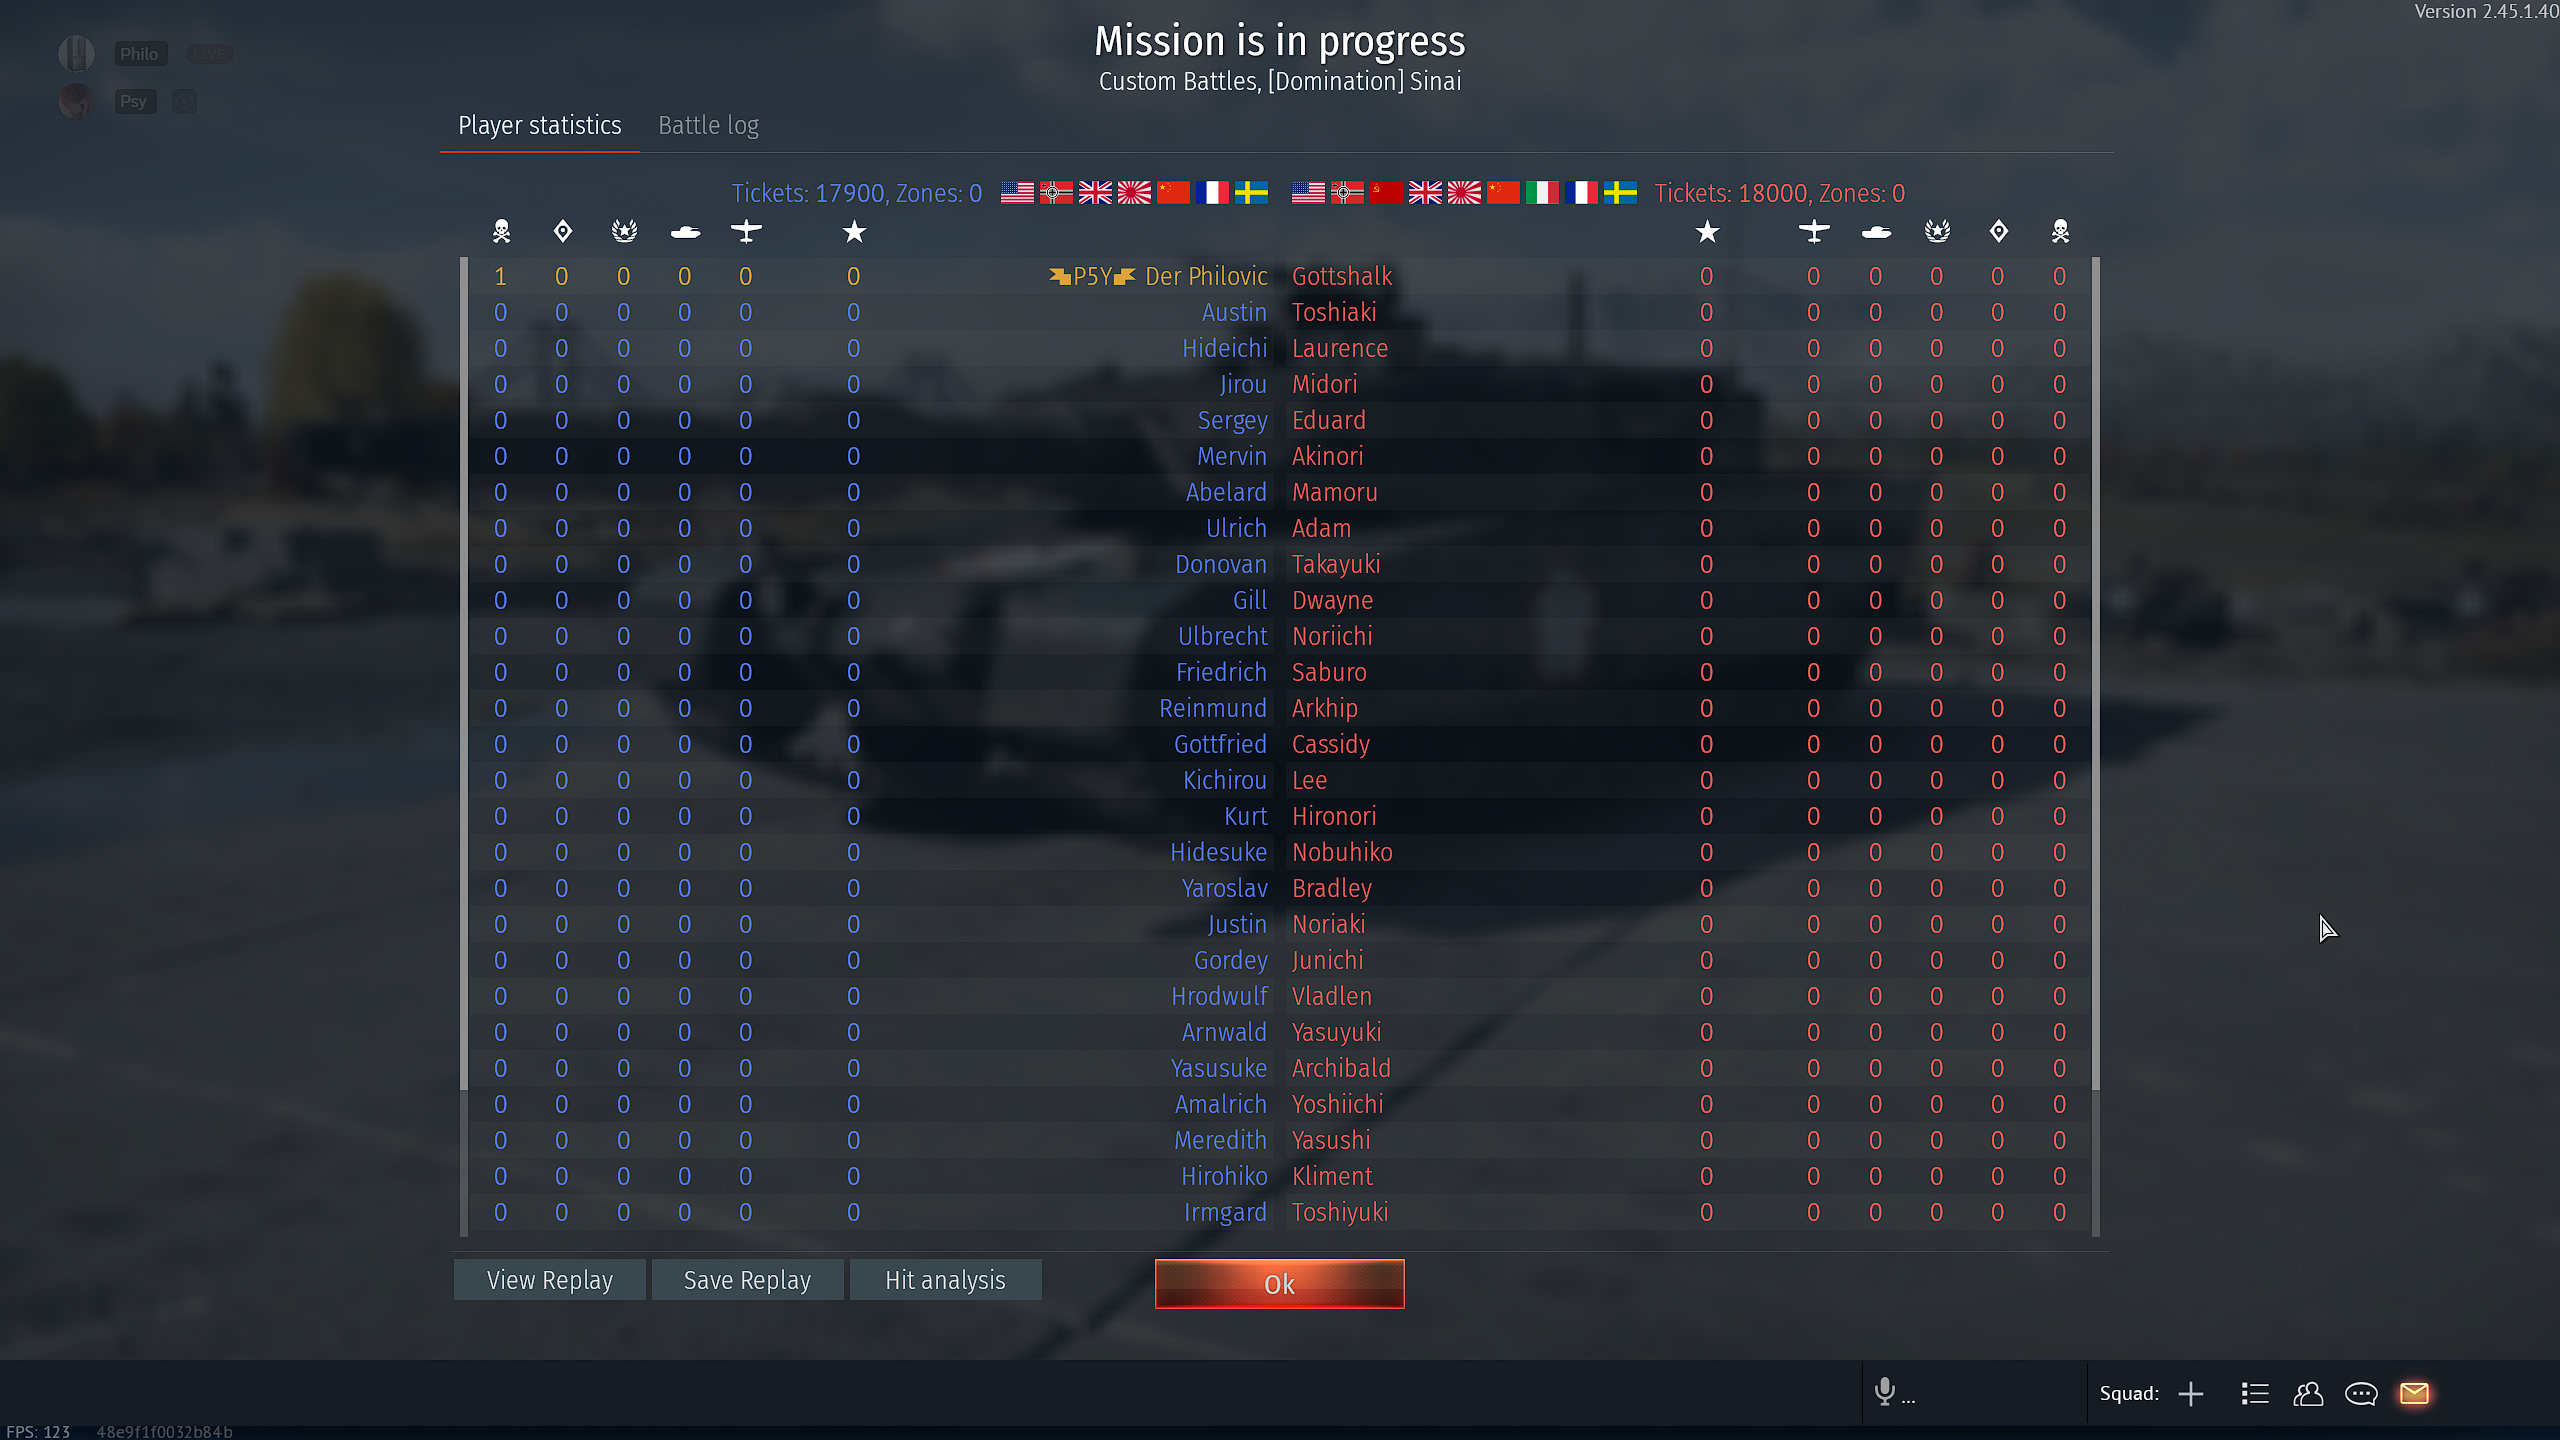 Version 2.45.1.40
Mission is in progress
Custom Battles, [Domination] Sinai
Philo LIVE
Psy
Player statistics Battle log
Tickets: 17900, Zones: 0 Tickets: 18000, Zones: 0
1 0 0 0 0 0 P5Y Der Philovic Gottshalk 0 0 0 0 0 0
0 0 0 0 0 0 Austin Toshiaki 0 0 0 0 0 0
0 0 0 0 0 0 Hideichi Laurence 0 0 0 0 0 0
0 0 0 0 0 0 Jirou Midori 0 0 0 0 0 0
0 0 0 0 0 0 Sergey Eduard 0 0 0 0 0 0
0 0 0 0 0 0 Mervin Akinori 0 0 0 0 0 0
0 0 0 0 0 0 Abelard Mamoru 0 0 0 0 0 0
0 0 0 0 0 0 Ulrich Adam 0 0 0 0 0 0
0 0 0 0 0 0 Donovan Takayuki 0 0 0 0 0 0
0 0 0 0 0 0 Gill Dwayne 0 0 0 0 0 0
0 0 0 0 0 0 Ulbrecht Noriichi 0 0 0 0 0 0
0 0 0 0 0 0 Friedrich Saburo 0 0 0 0 0 0
0 0 0 0 0 0 Reinmund Arkhip 0 0 0 0 0 0
0 0 0 0 0 0 Gottfried Cassidy 0 0 0 0 0 0
0 0 0 0 0 0 Kichirou Lee 0 0 0 0 0 0
0 0 0 0 0 0 Kurt Hironori 0 0 0 0 0 0
0 0 0 0 0 0 Hidesuke Nobuhiko 0 0 0 0 0 0
0 0 0 0 0 0 Yaroslav Bradley 0 0 0 0 0 0
0 0 0 0 0 0 Justin Noriaki 0 0 0 0 0 0
0 0 0 0 0 0 Gordey Junichi 0 0 0 0 0 0
0 0 0 0 0 0 Hrodwulf Vladlen 0 0 0 0 0 0
0 0 0 0 0 0 Arnwald Yasuyuki 0 0 0 0 0 0
0 0 0 0 0 0 Yasusuke Archibald 0 0 0 0 0 0
0 0 0 0 0 0 Amalrich Yoshiichi 0 0 0 0 0 0
0 0 0 0 0 0 Meredith Yasushi 0 0 0 0 0 0
0 0 0 0 0 0 Hirohiko Kliment 0 0 0 0 0 0
0 0 0 0 0 0 Irmgard Toshiyuki 0 0 0 0 0 0
View Replay Save Replay Hit analysis Ok
... Squad:
FPS: 123 48e9f1f0032b84b